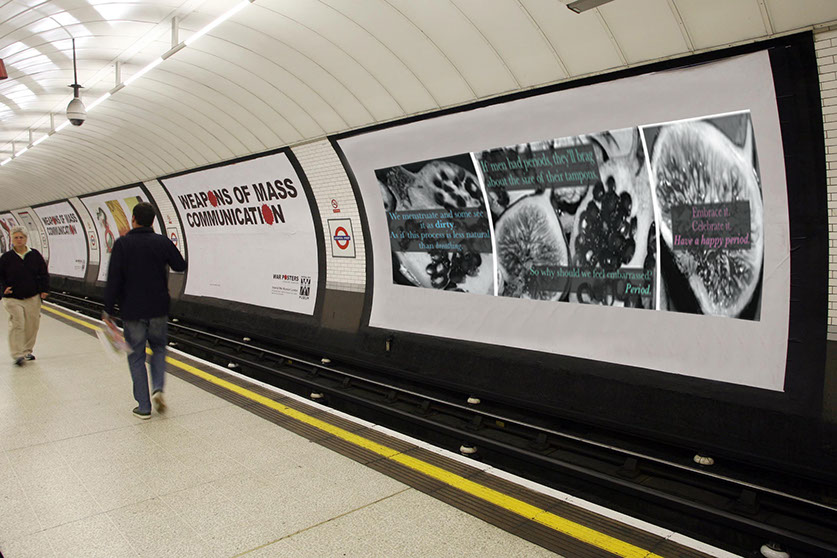 WEAPONS OF MASS
COMMUNICATION
WAR POSTERS
WEAPONS OF MASS
COMMUNICATION
We menstruate and some see
it as dirty.
As if this process is less natural
than breathing.
If men had periods, they'll brag
about the size of their tampons.
So why should we feel embarrassed?
Period.
Embrace it.
Celebrate it.
Have a happy period.